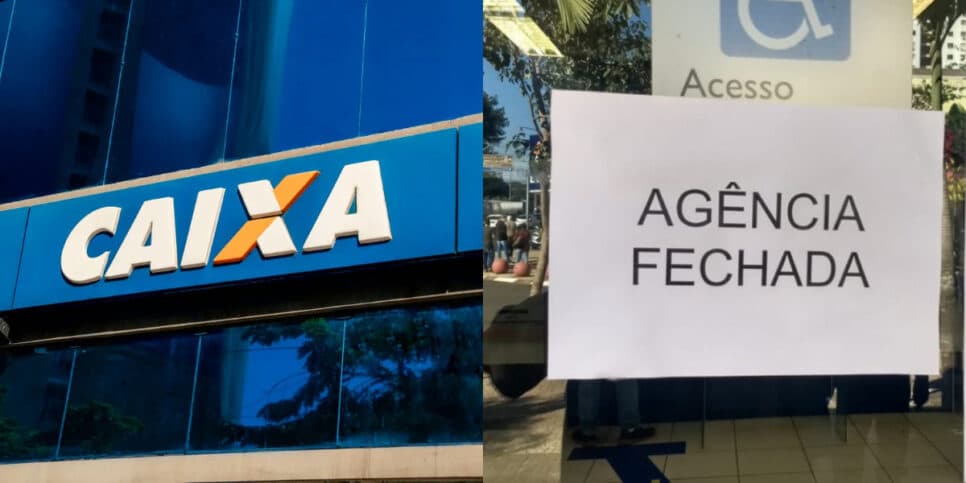 CAIXA
Acesso
AGÊNCIA
FECHADA